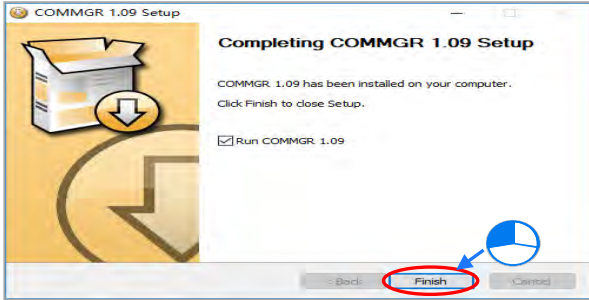 COMMGR 1.09 Setup
Completing COMMGR 1.09 Setup
COMMGR 1.09 has been installed on your computer.
Click Finish to close Setup.
Run COMMGR 1.09
< Back
Finish
Cancel